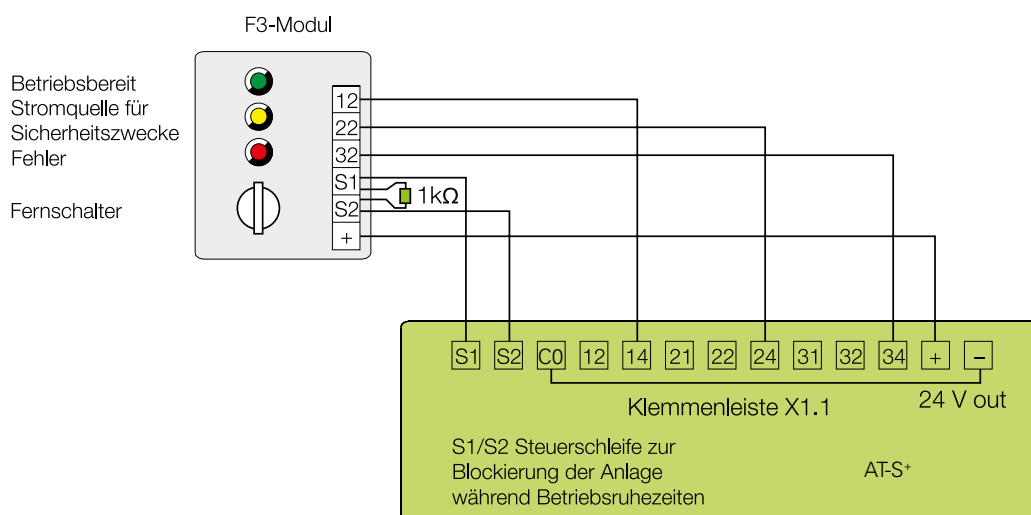 F3-Modul
Betriebsbereit
Stromquelle für
Sicherheitszwecke
Fehler
Fernschalter
12
22
32
S1
S2
+
1kΩ
S1 S2 C0 12 14 21 22 24 31 32 34 + −
Klemmenleiste X1.1
24 V out
S1/S2 Steuerschleife zur
Blockierung der Anlage
während Betriebsruhezeiten
AT-S⁺